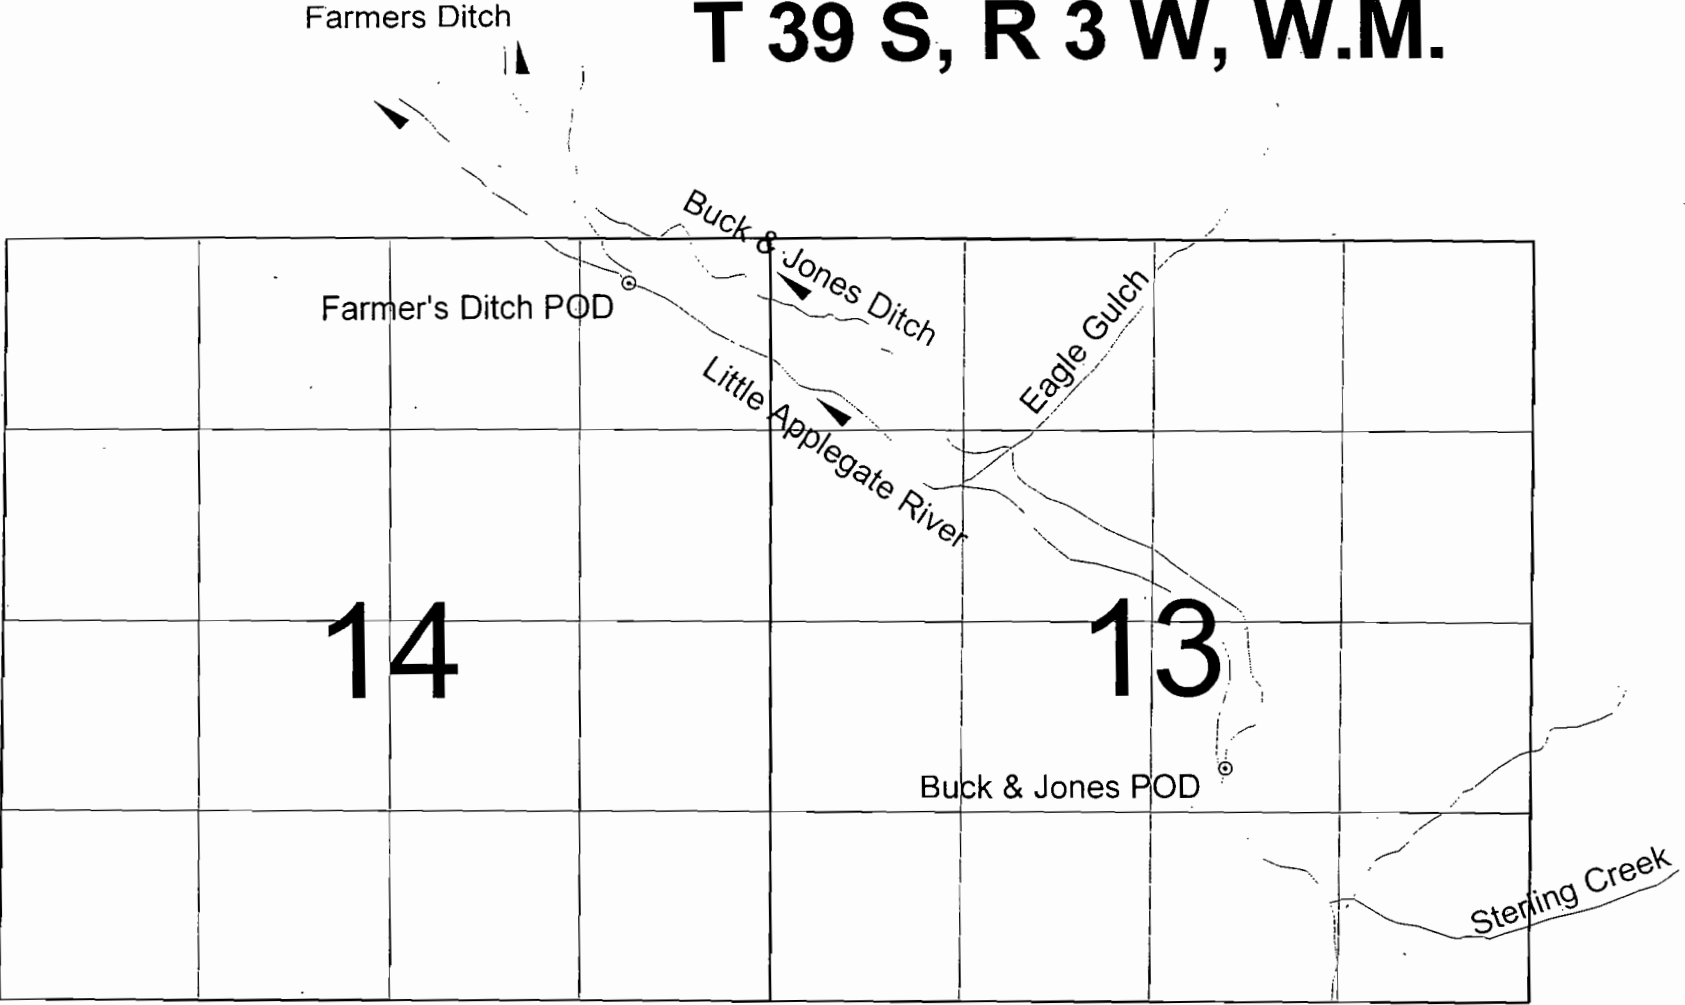 Farmers Ditch
T 39 S, R 3 W, W.M.
Buck & Jones Ditch
Farmer's Ditch POD
Eagle Gulch
Little Applegate River
14
13
Buck & Jones POD
Sterling Creek